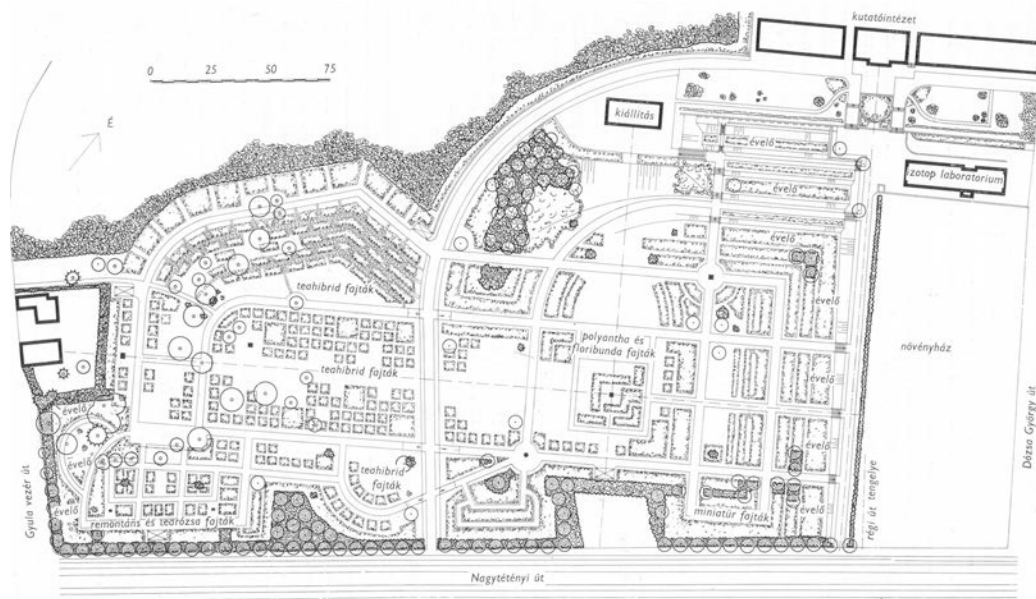 kutatóintézet
0 25 50 75
É
kiállítás
évelő
izotop laboratorium
évelő
évelő
teahibrid fajták
évelő
polyantha és
floribunda fajták
növényház
teahibrid fajták
évelő
évelő
évelő
évelő
teahibrid
fajták
évelő
remontáns és tearózsa fajták
miniatűr fajták
évelő
Gyula vezér út
régi út tengelye
Dózsa György út
Nagytétényi út